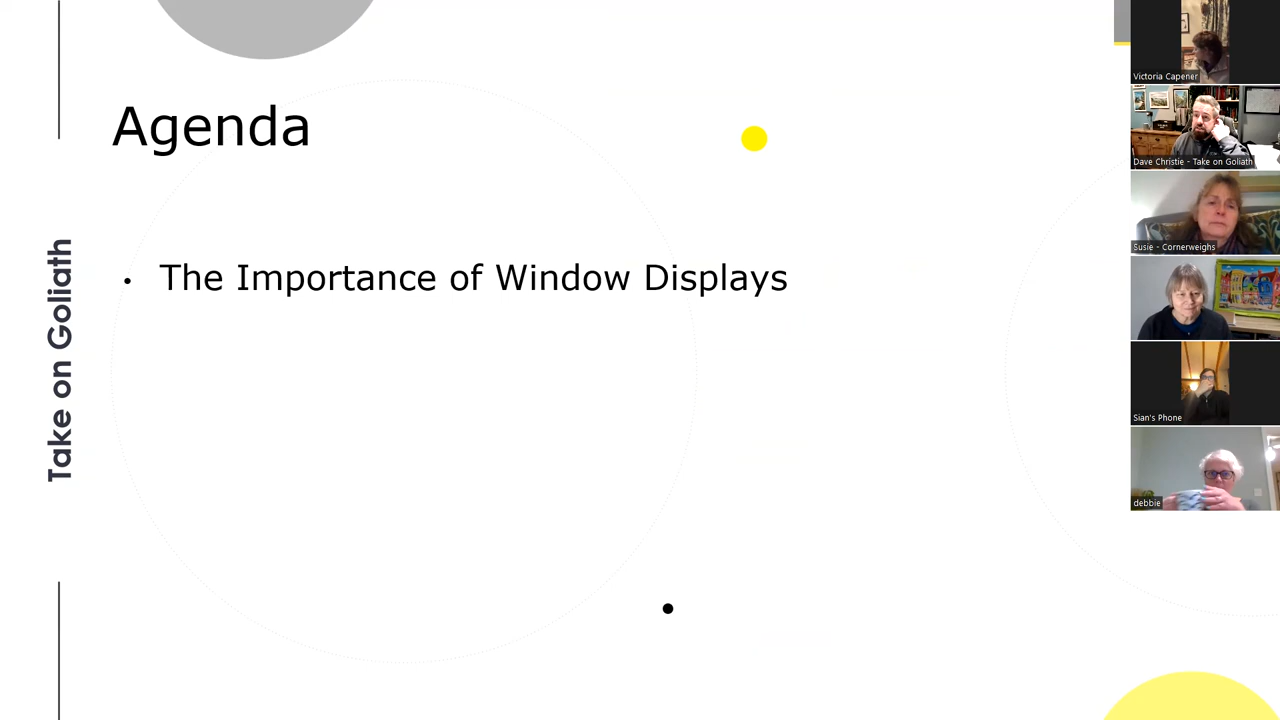 Agenda
• The Importance of Window Displays
Take on Goliath
Victoria Capener
Dave Christie - Take on Goliath
Susie - Cornerweighs
Sian's Phone
debbie